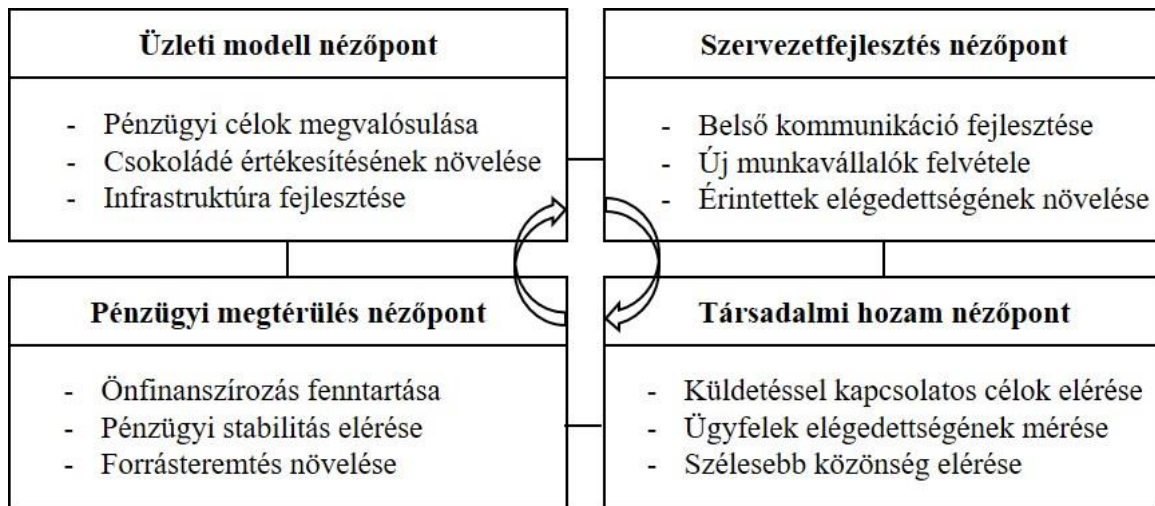 Üzleti modell nézőpont
- Pénzügyi célok megvalósulása
- Csokoládé értékesítésének növelése
- Infrastruktúra fejlesztése
Szervezetfejlesztés nézőpont
- Belső kommunikáció fejlesztése
- Új munkavállalók felvétele
- Érintettek elégedettségének növelése
Pénzügyi megtérülés nézőpont
- Önfinanszírozás fenntartása
- Pénzügyi stabilitás elérése
- Forrásteremtés növelése
Társadalmi hozam nézőpont
- Küldetéssel kapcsolatos célok elérése
- Ügyfelek elégedettségének mérése
- Szélesebb közönség elérése